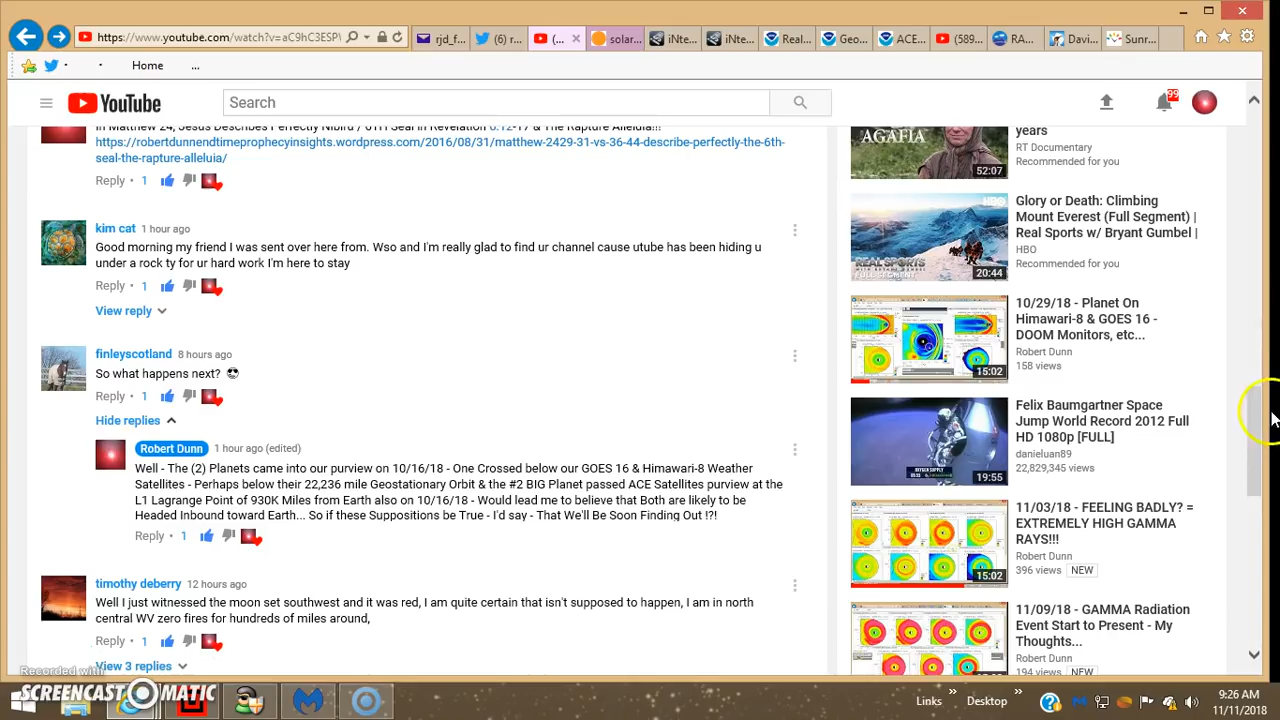 https://www.youtube.com/watch?v=aC9hC3ESPV
rjd_f...
(6) r...
(...
solar...
iNte...
iNte...
Real...
Geo...
ACE...
(589...
RA...
Davi...
Sunr...
Home
...
YouTube
Search
99
In Matthew 24, Jesus Describes Perfectly Nibiru / 6TH Seal in Revelation 6:12-17 & The Rapture Alleluia!!!
https://robertdunnendtimeprophecyinsights.wordpress.com/2016/08/31/matthew-2429-31-vs-36-44-describe-perfectly-the-6th-
seal-the-rapture-alleluia/
Reply • 1
kim cat 1 hour ago
Good morning my friend I was sent over here from. Wso and I'm really glad to find ur channel cause utube has been hiding u
under a rock ty for ur hard work I'm here to stay
Reply • 1
View reply
finleyscotland 8 hours ago
So what happens next? 😎
Reply • 1
Hide replies
Robert Dunn 1 hour ago (edited)
Well - The (2) Planets came into our purview on 10/16/18 - One Crossed below our GOES 16 & Himawari-8 Weather
Satellites - Penumbra below the 22,236 mile Geostationary Orbit & the #2 BIG Planet passed ACE Satellites purview at the
L1 Lagrange Point of 930K Miles from Earth also on 10/16/18 - Would lead me to believe that Both are likely to be
Headed Inbound toward Earth... So if these Suppositions be True - I'd say - That We'll Be Soon Finding Out !?!
Reply • 1
timothy deberry 12 hours ago
Well I just witnessed the moon set southwest and it was red, I am quite certain that isn't supposed to happen, I am in north
central WV zero fires for hundreds of miles around,
Reply • 1
View 3 replies
AGAFIA
52:07
years
RT Documentary
Recommended for you
REAL SPORTS
20:44
Glory or Death: Climbing
Mount Everest (Full Segment) |
Real Sports w/ Bryant Gumbel |
HBO
Recommended for you
15:02
10/29/18 - Planet On
Himawari-8 & GOES 16 -
DOOM Monitors, etc...
Robert Dunn
158 views
OXYGEN SUPPLY
19:55
Felix Baumgartner Space
Jump World Record 2012 Full
HD 1080p [FULL]
danieluan89
22,829,345 views
15:02
11/03/18 - FEELING BADLY? =
EXTREMELY HIGH GAMMA
RAYS!!!
Robert Dunn
396 views NEW
11/09/18 - GAMMA Radiation
Event Start to Present - My
Thoughts...
Robert Dunn
194 views NEW
Recorded with
SCREENCAST-O-MATIC
Links
Desktop
9:26 AM
11/11/2018